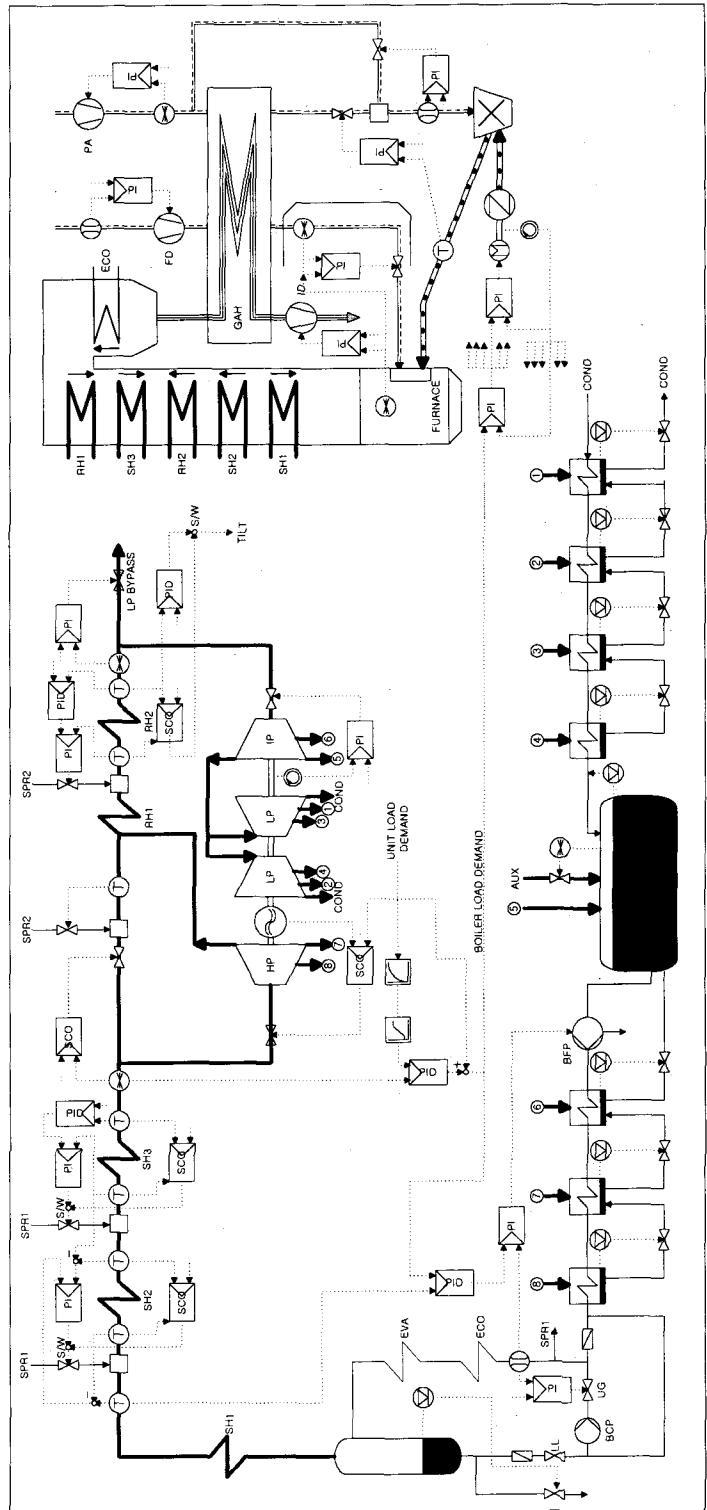 SPR1
SPR1
SPR2
SPR2
S/W
PI
T
I
SH1
T
SH2
T
SCO
S/W
PI
T
SH3
T
PID
SCO
SCO
T
RH1
PI
PID
PI
T
RH2
T
SCO
PID
LP BYPASS
S/W
TILT
HP
LP
LP
IP
8
7
2
4
COND
3
1
COND
5
6
SCO
PI
UNIT LOAD DEMAND
PID
BOILER LOAD DEMAND
PID
PI
RH1
SH3
RH2
SH2
SH1
ECO
FD
PI
PA
PI
GAH
ID
PI
PI
PI
PI
FURNACE
T
PI
PI
M
EVA
ECO
SPR1
PI
UG
BCP
LL
8
7
6
BFP
5
AUX
4
3
2
1
COND
COND